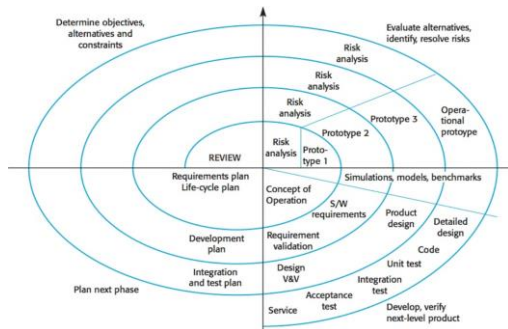 Determine objectives,
alternatives and
constraints
Evaluate alternatives,
identify, resolve risks
Risk
analysis
Risk
analysis
Risk
analysis
Risk
analysis
Proto-
type 1
Prototype 2
Prototype 3
Opera-
tional
protoype
REVIEW
Requirements plan
Life-cycle plan
Simulations, models, benchmarks
Concept of
Operation
S/W
requirements
Product
design
Detailed
design
Development
plan
Requirement
validation
Code
Unit test
Integration
and test plan
Design
V&V
Integration
test
Acceptance
test
Service
Plan next phase
Develop, verify
next-level product